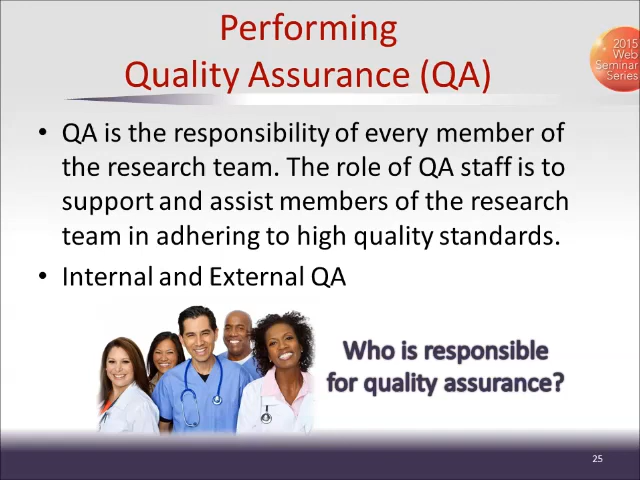 Performing
Quality Assurance (QA)
2015
Web
Seminar
Series
• QA is the responsibility of every member of
the research team. The role of QA staff is to
support and assist members of the research
team in adhering to high quality standards.
• Internal and External QA
Who is responsible
for quality assurance?
25